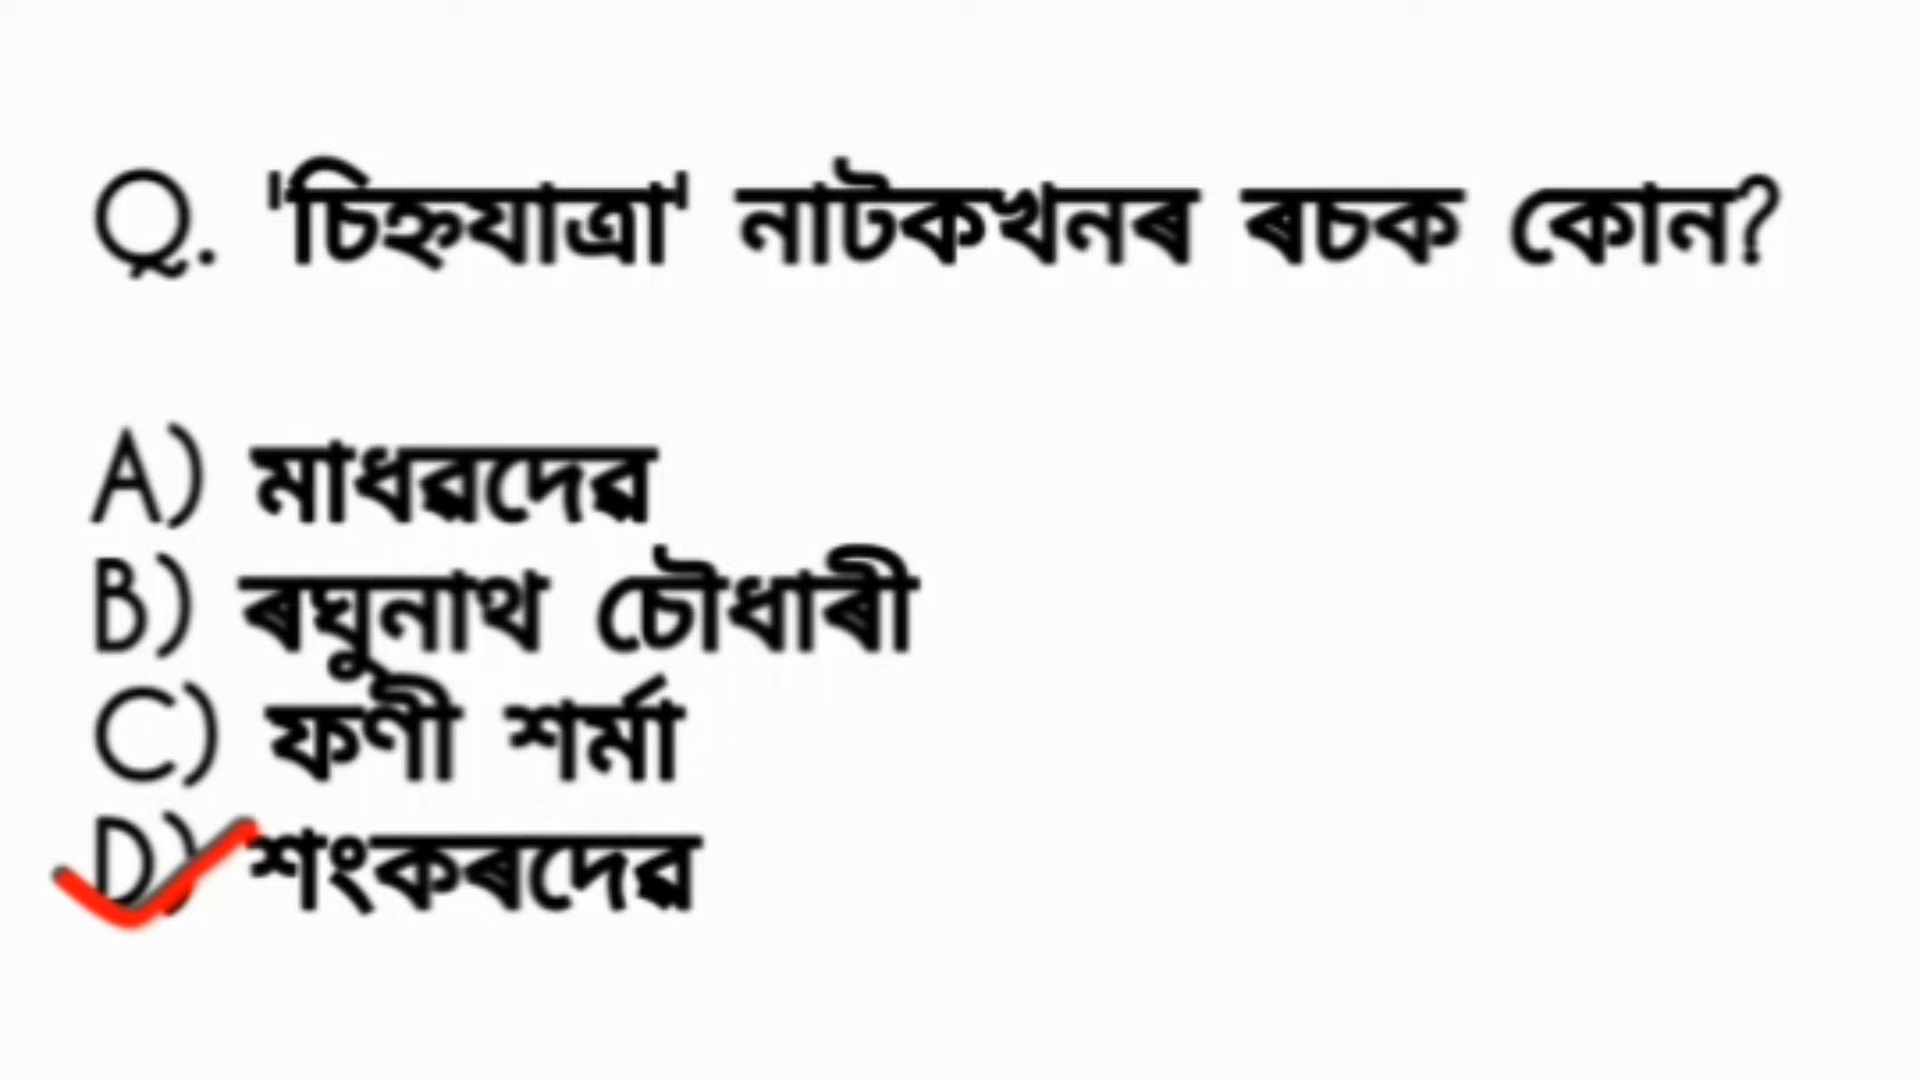 Q. 'চিহ্নযাত্ৰা' নাটকখনৰ ৰচক কোন?
A) মাধৱদেৱ
B) ৰঘুনাথ চৌধাৰী
C) ফণী শৰ্মা
D) শংকৰদেৱ